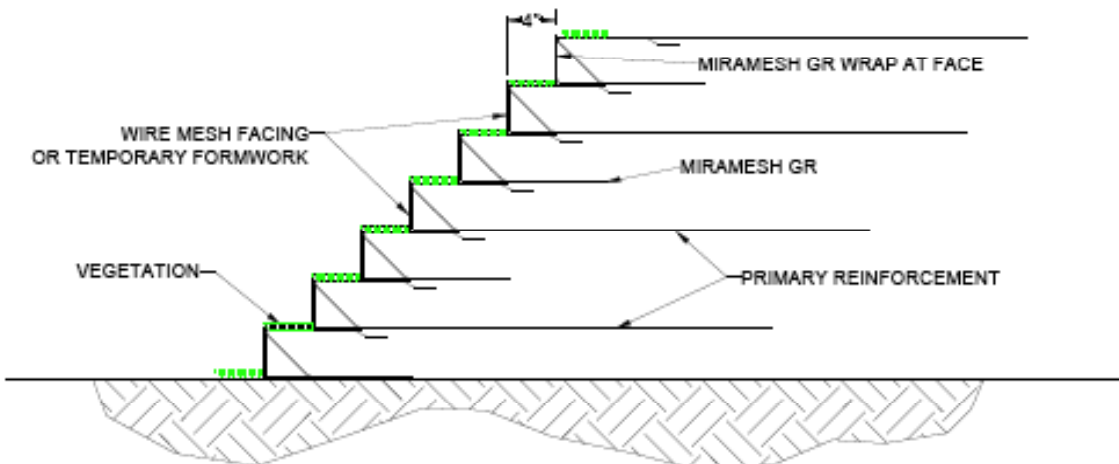 4"
MIRAMESH GR WRAP AT FACE
WIRE MESH FACING
OR TEMPORARY FORMWORK
MIRAMESH GR
VEGETATION
PRIMARY REINFORCEMENT